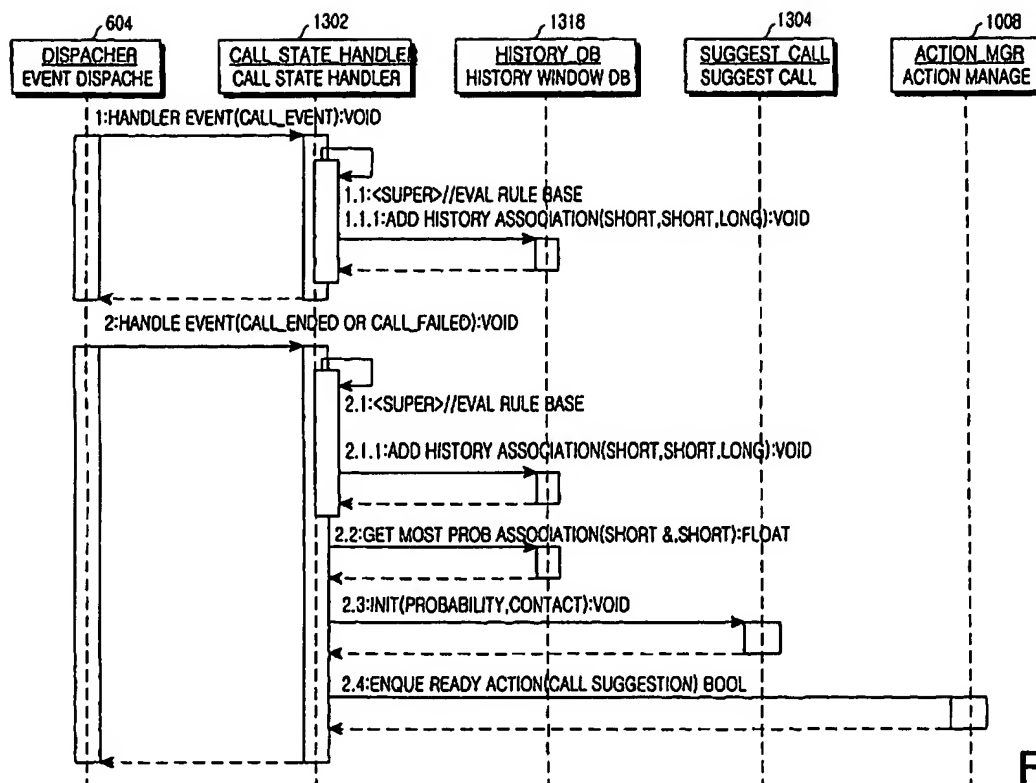 604
1302
1318
1304
1008
DISPACHER
EVENT DISPACHE
CALL STATE HANDLER
CALL STATE HANDLER
HISTORY DB
HISTORY WINDOW DB
SUGGEST CALL
SUGGEST CALL
ACTION MGR
ACTION MANAGE
1:HANDLER EVENT(CALL_EVENT):VOID
1.1:<SUPER>//EVAL RULE BASE
1.1.1:ADD HISTORY ASSOCIATION(SHORT,SHORT,LONG):VOID
2:HANDLE EVENT(CALL_ENDED OR CALL_FAILED):VOID
2.1:<SUPER>//EVAL RULE BASE
2.1.1:ADD HISTORY ASSOCIATION(SHORT,SHORT,LONG):VOID
2.2:GET MOST PROB ASSOCIATION(SHORT &,SHORT):FLOAT
2.3:INIT(PROBABILITY,CONTACT):VOID
2.4:ENQUE READY ACTION(CALL SUGGESTION) BOOL